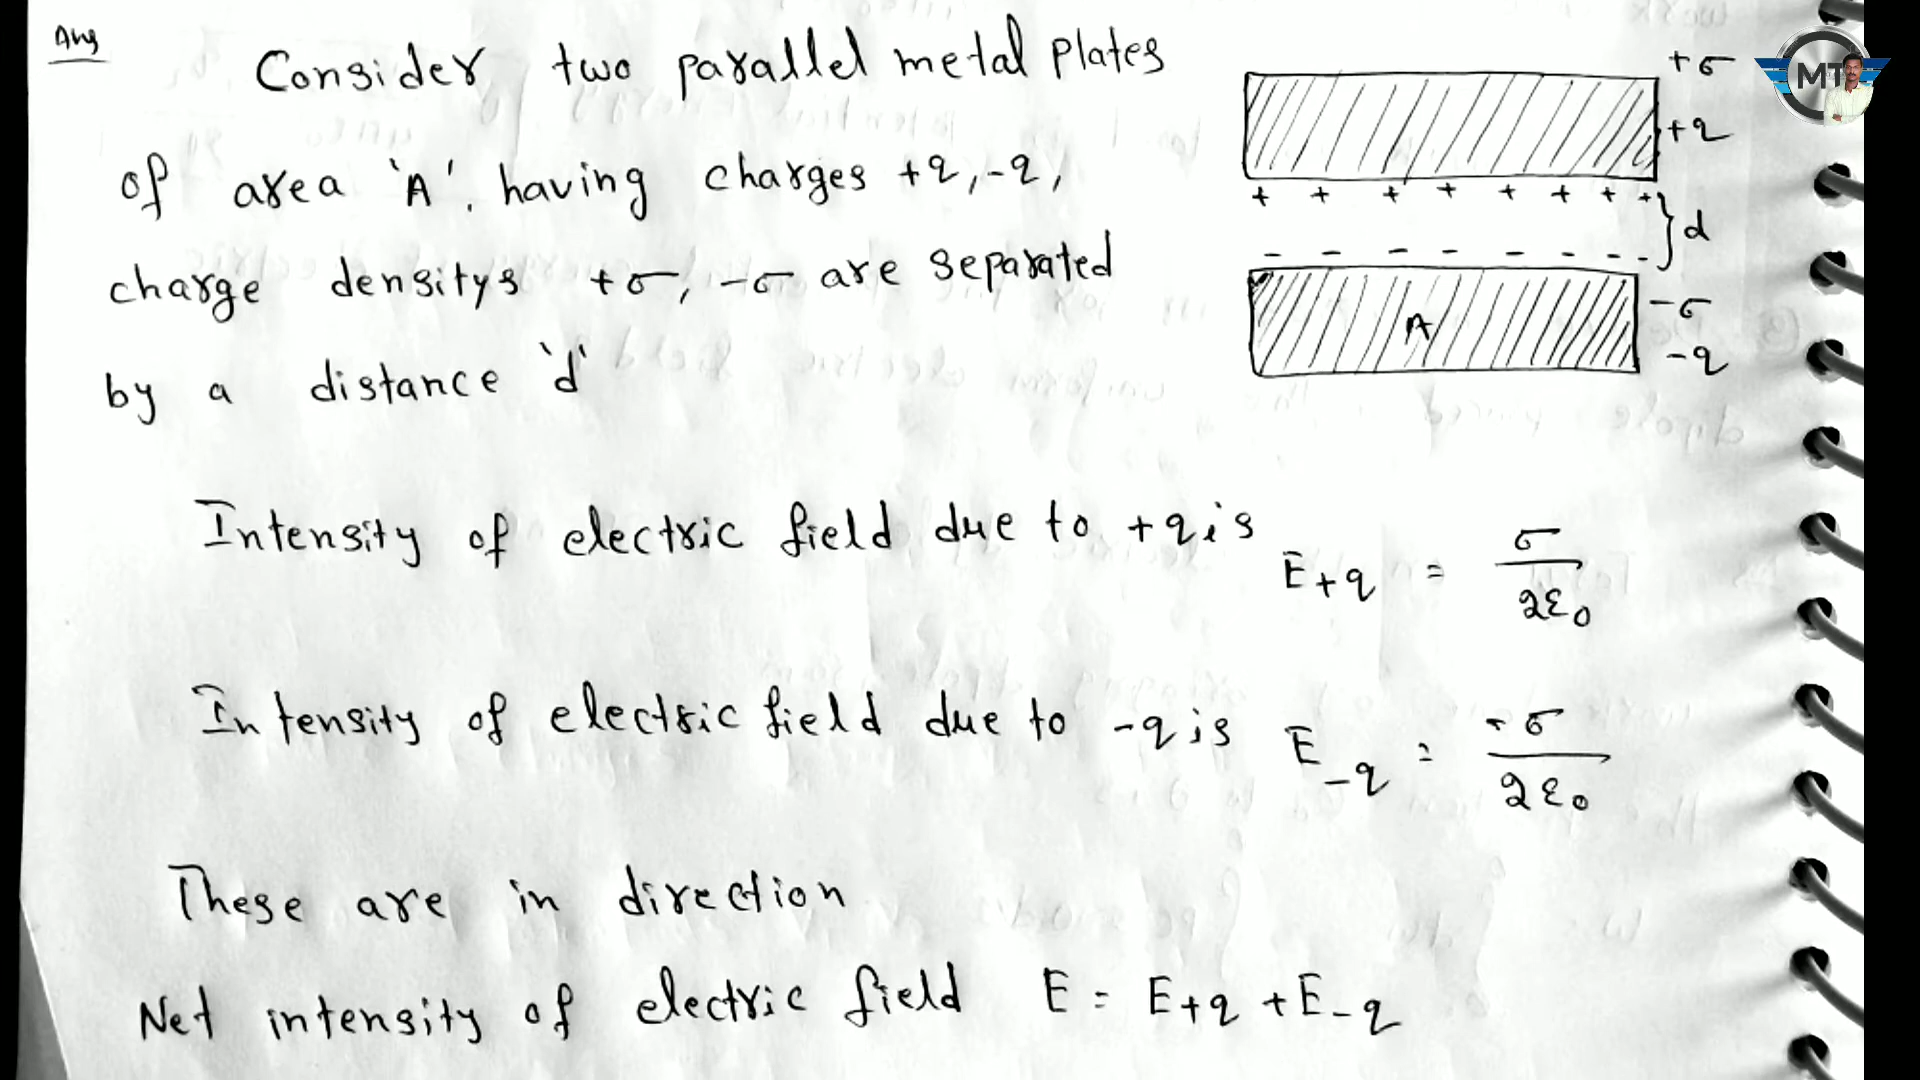 Ans
Consider two parallel metal plates
of area 'A', having charges +q, -q,
charge densitys +σ, -σ are separated
by a distance 'd'
+σ
+q
+ + + + + + + +
d
- - - - - - - -
A
-σ
-q
Intensity of electric field due to +q is E+q = σ/2ε₀
Intensity of electric field due to -q is E-q = -σ/2ε₀
These are in direction
Net intensity of electric field E = E+q + E-q
MT